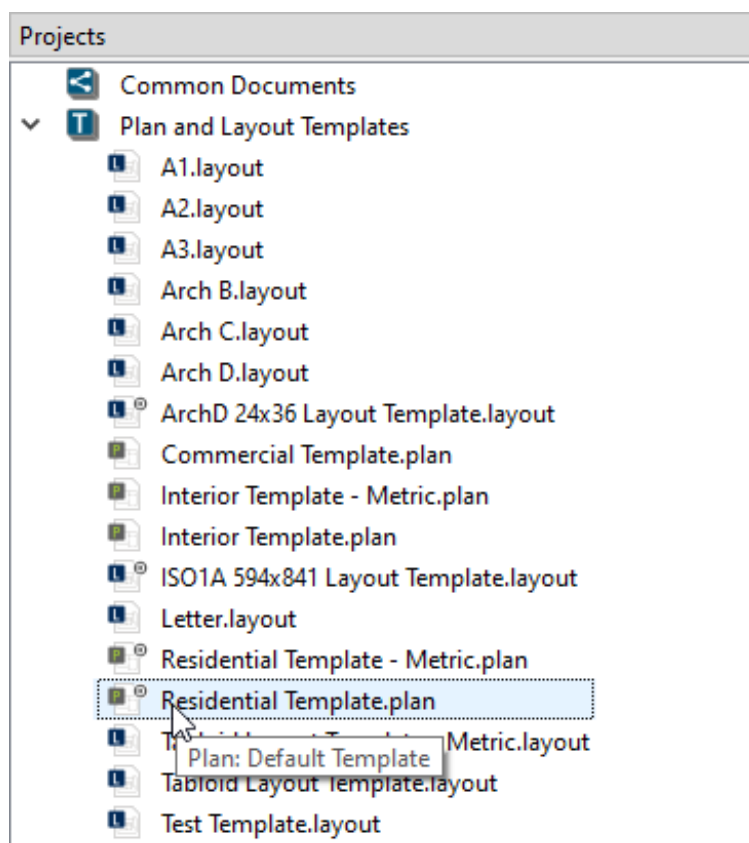 Projects
Common Documents
T Plan and Layout Templates
L A1.layout
L A2.layout
L A3.layout
L Arch B.layout
L Arch C.layout
L Arch D.layout
L ArchD 24x36 Layout Template.layout
P Commercial Template.plan
P Interior Template - Metric.plan
P Interior Template.plan
L ISO1A 594x841 Layout Template.layout
L Letter.layout
P Residential Template - Metric.plan
P Residential Template.plan
L Metric.layout
Plan: Default Template
L Tabloid Layout Template.layout
L Test Template.layout